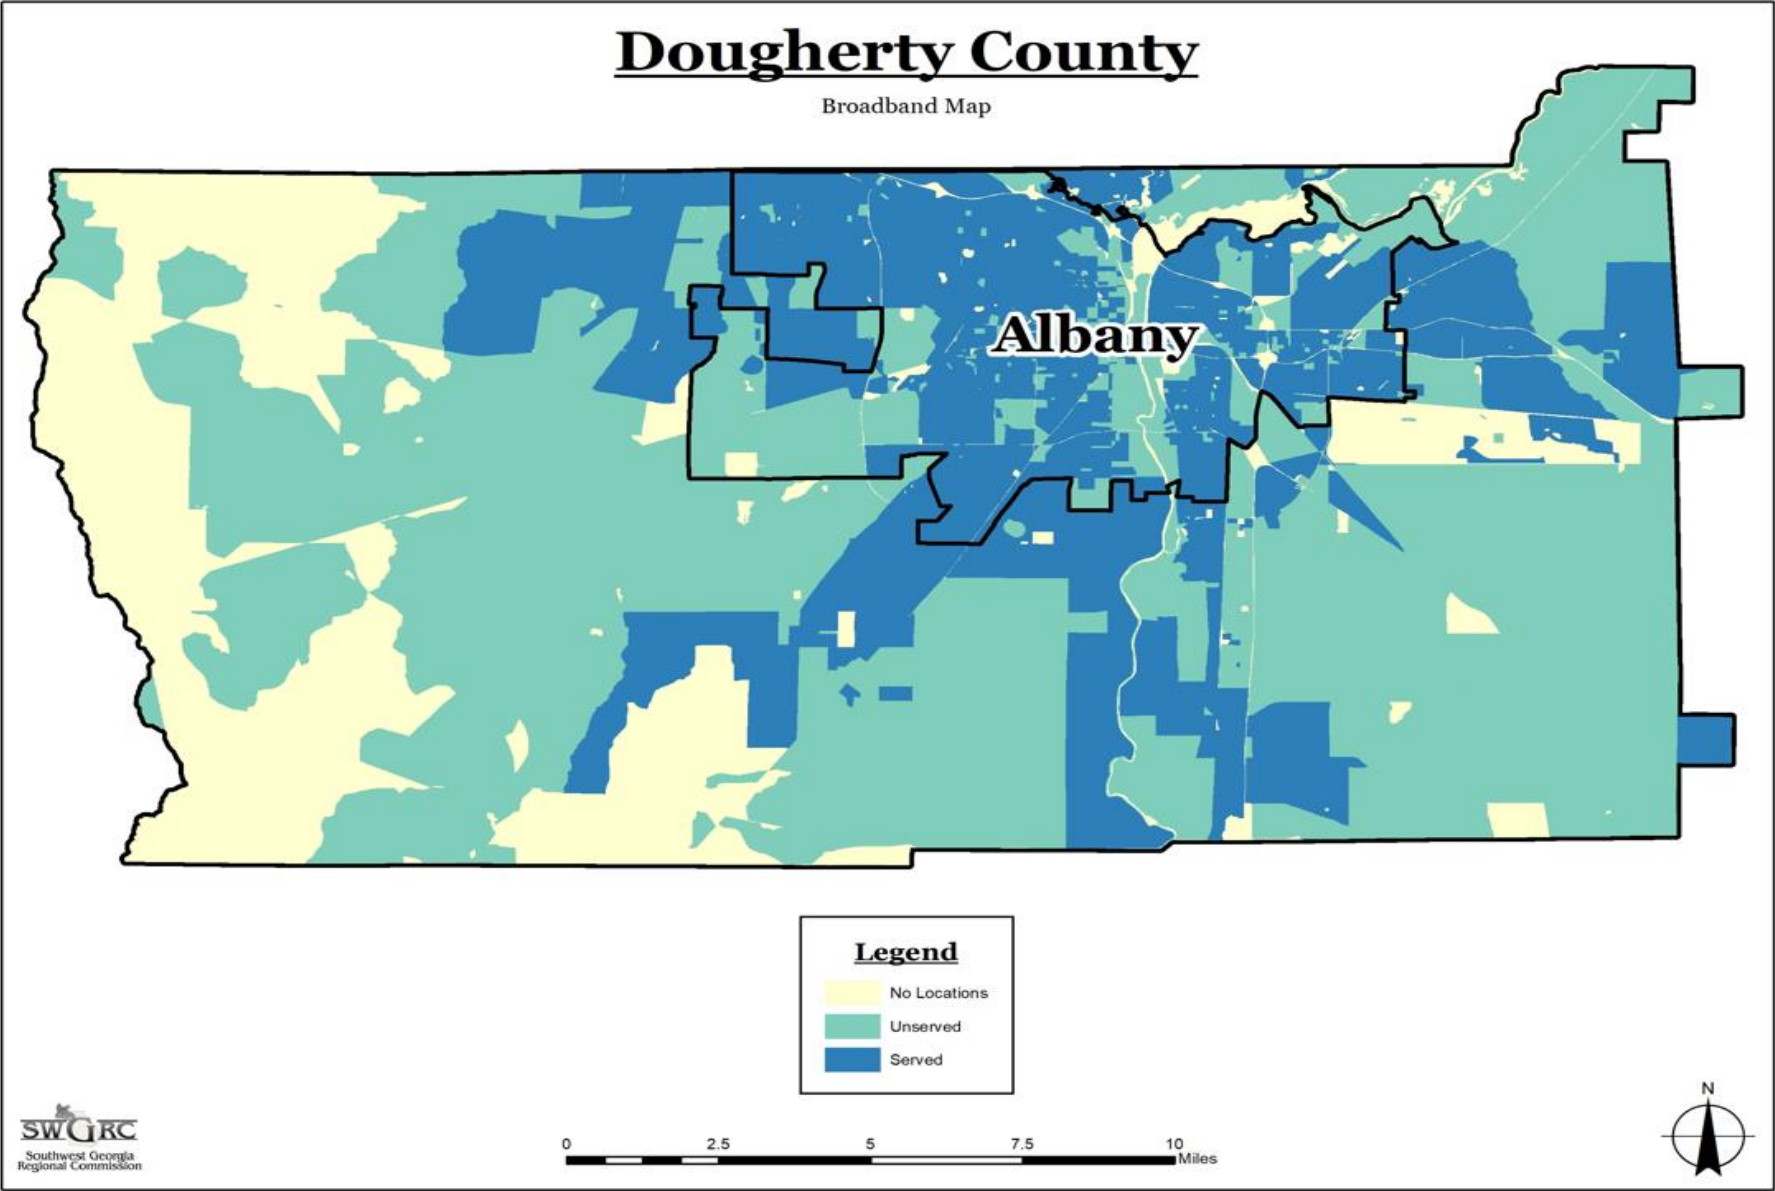 Dougherty County
Broadband Map
Albany
Legend
No Locations
Unserved
Served
SWGRC
Southwest Georgia
Regional Commission
0 2.5 5 7.5 10
Miles
N